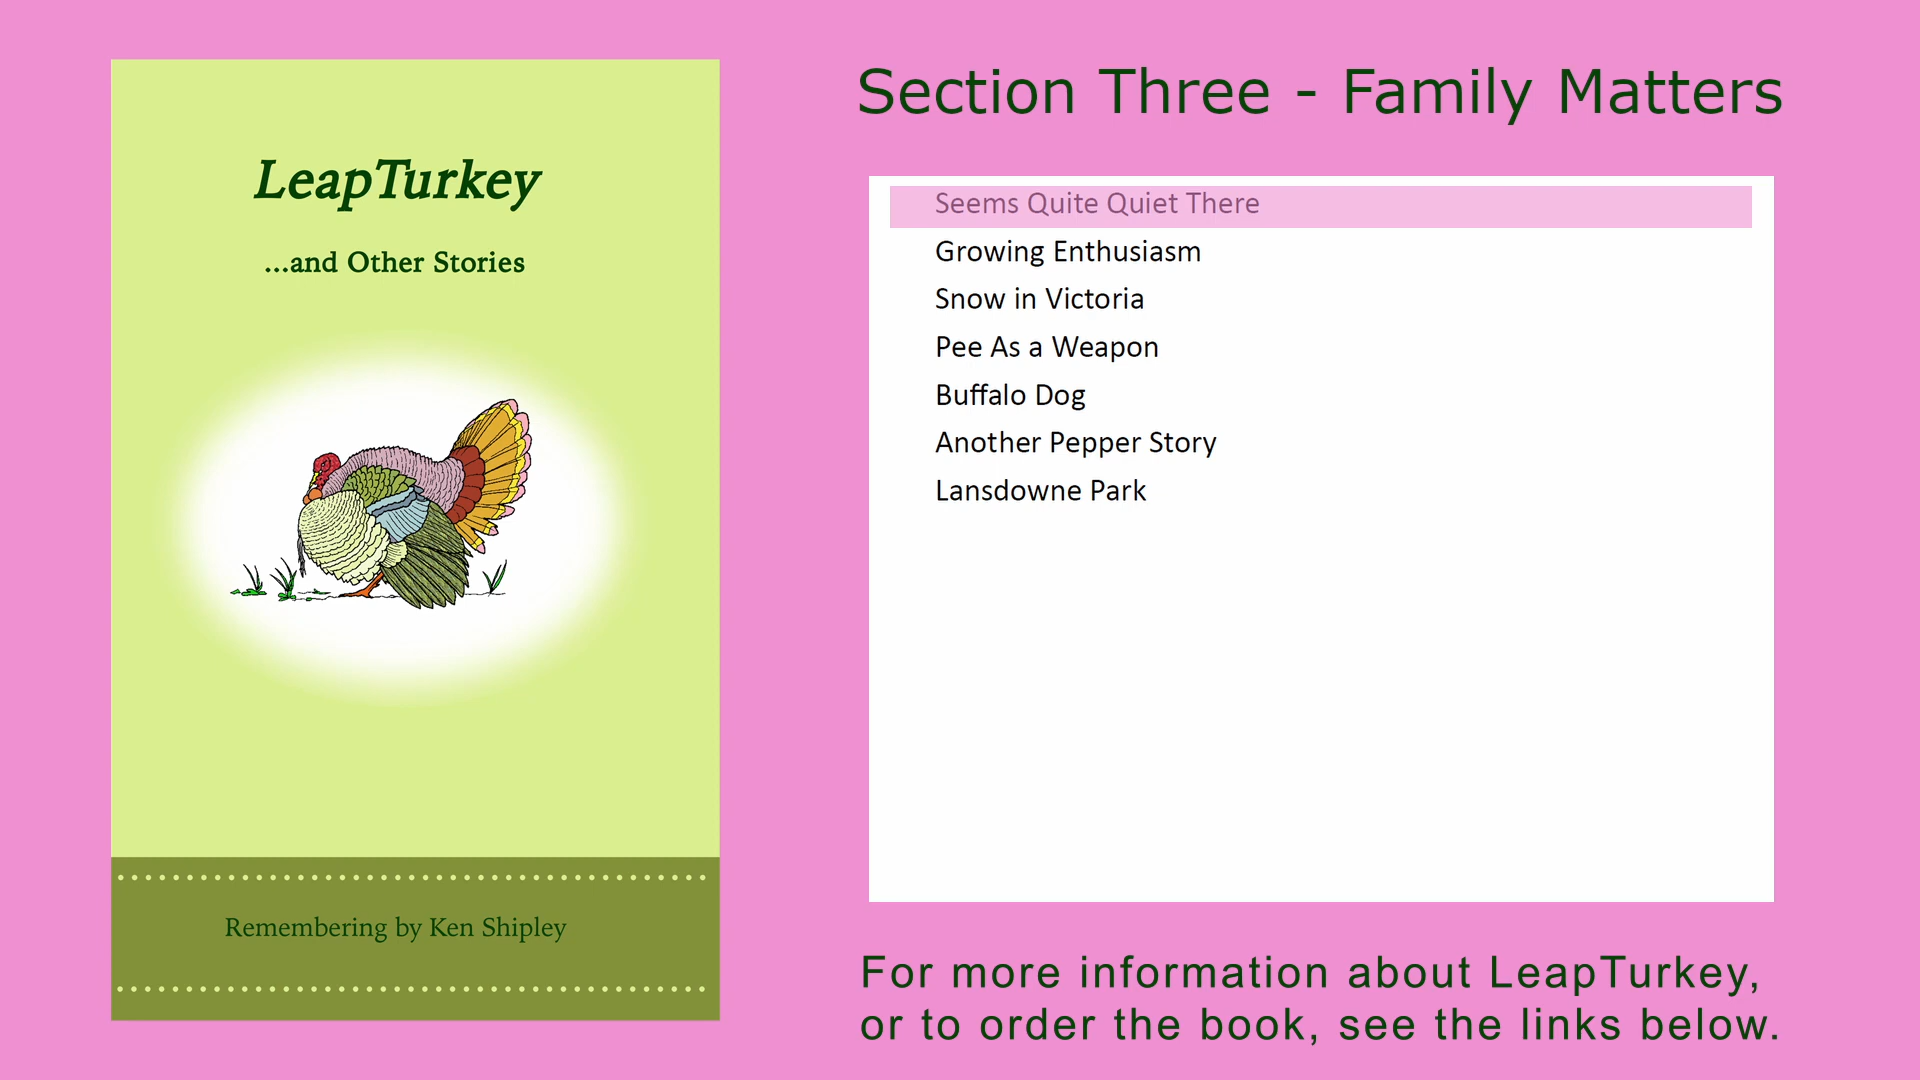 LeapTurkey
...and Other Stories
Remembering by Ken Shipley
Section Three - Family Matters
Seems Quite Quiet There
Growing Enthusiasm
Snow in Victoria
Pee As a Weapon
Buffalo Dog
Another Pepper Story
Lansdowne Park
For more information about LeapTurkey,
or to order the book, see the links below.